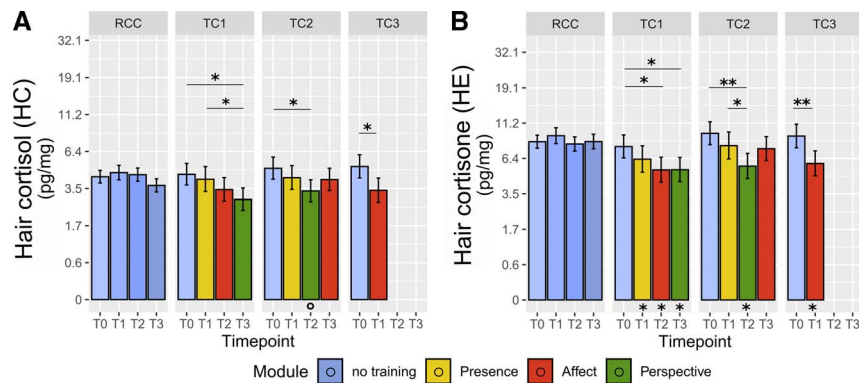 A
RCC TC1 TC2 TC3
Hair cortisol (HC)
(pg/mg)
32.1
19.1
11.2
6.4
3.5
1.7
0.6
0
* * * *
T0 T1 T2 T3 T0 T1 T2 T3 T0 T1 T2 T3 T0 T1 T2 T3
Timepoint
B
RCC TC1 TC2 TC3
Hair cortisone (HE)
(pg/mg)
32.1
19.1
11.2
6.4
3.5
1.7
0.6
0
* * ** * **
* * * * *
T0 T1 T2 T3 T0 T1 T2 T3 T0 T1 T2 T3 T0 T1 T2 T3
Timepoint
Module no training Presence Affect Perspective